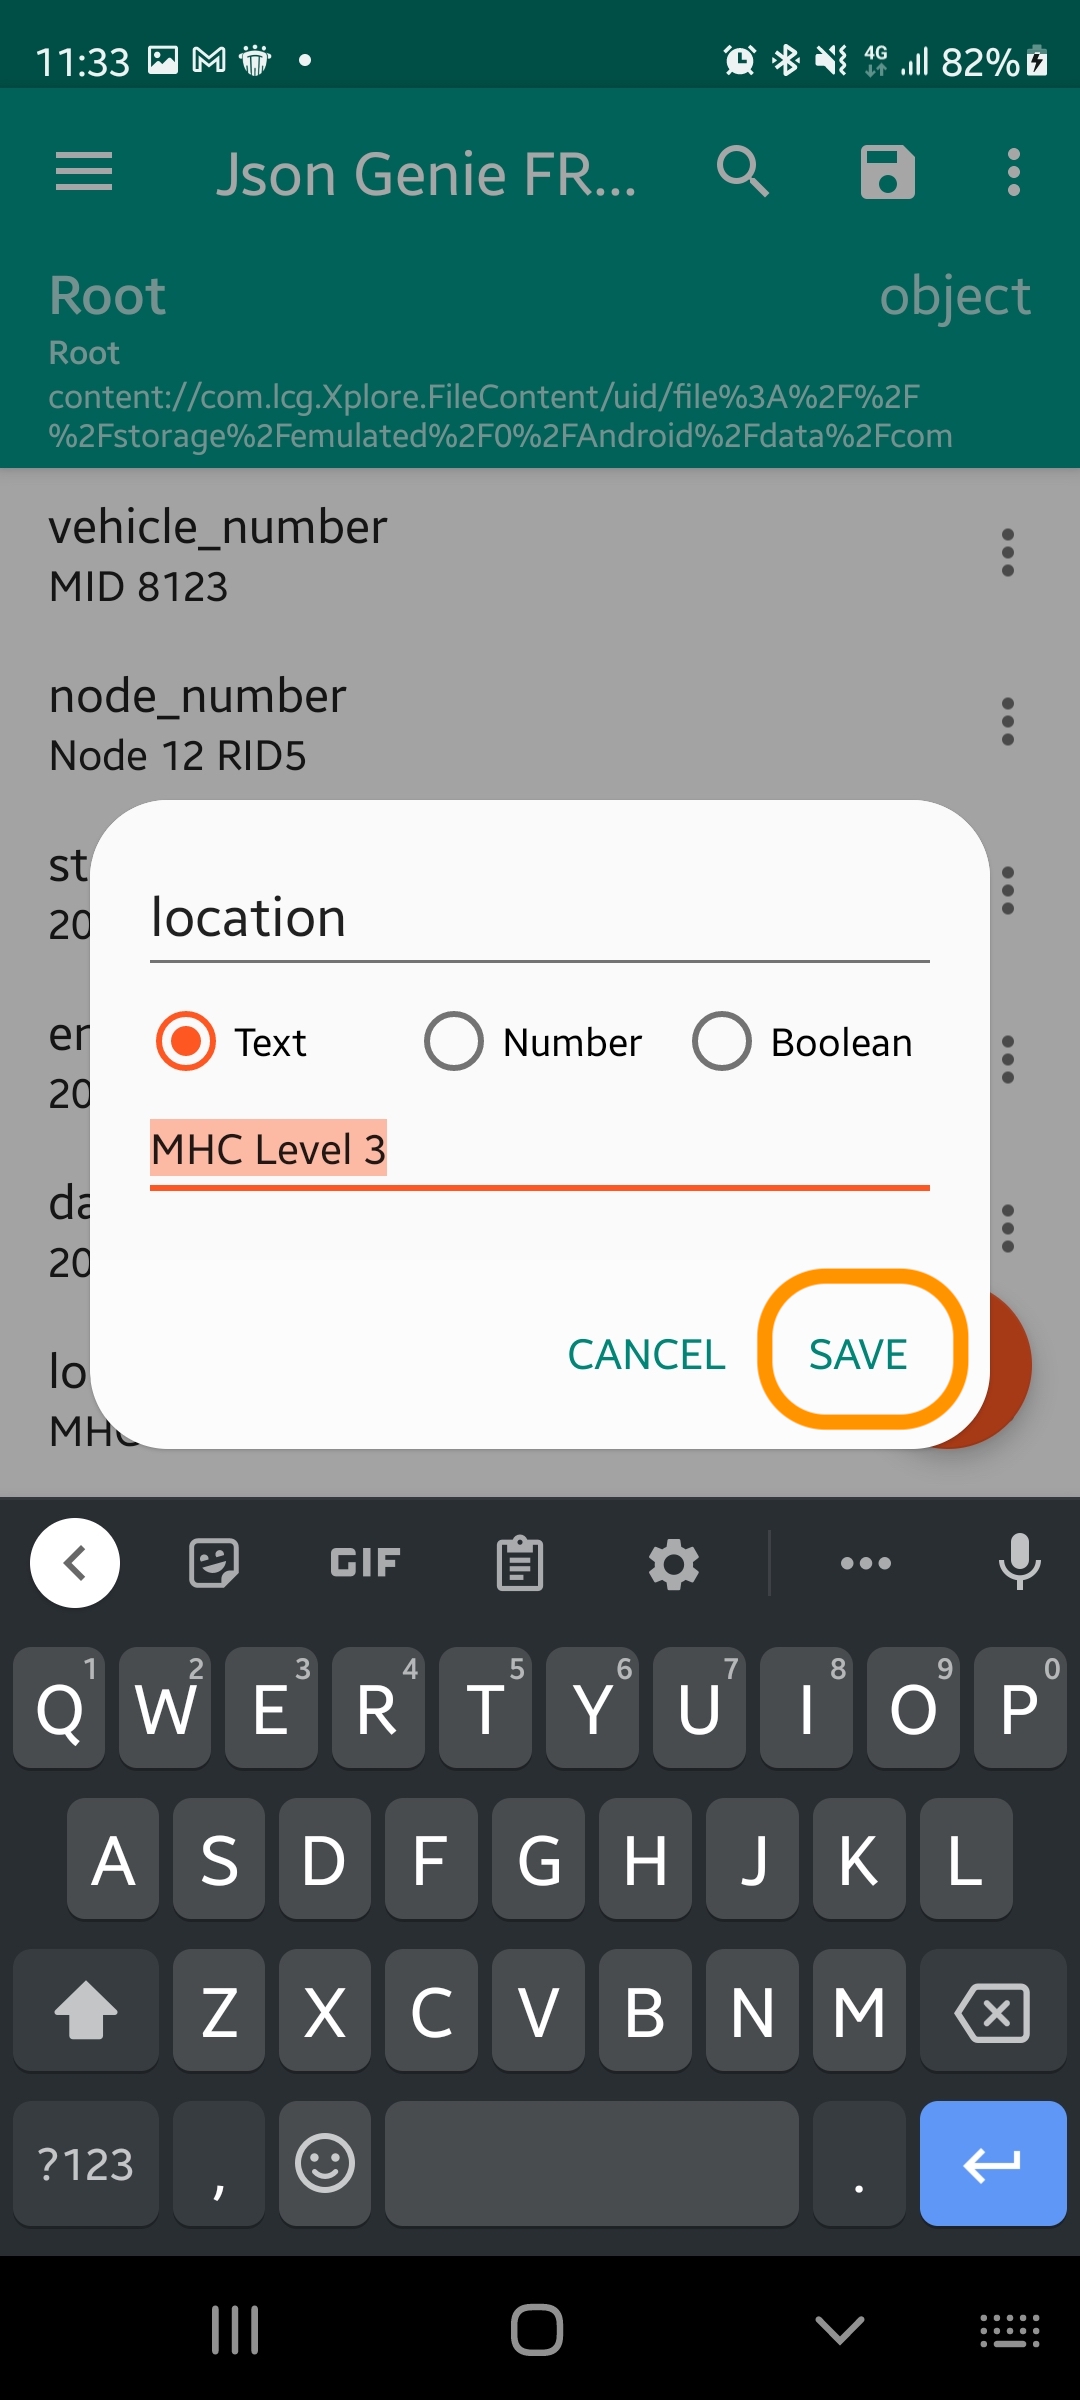 11:33 4G 82%
Json Genie FR...
Root object
Root
content://com.lcg.Xplore.FileContent/uid/file%3A%2F%2F
%2Fstorage%2Femulated%2F0%2FAndroid%2Fdata%2Fcom
vehicle_number
MID 8123
node_number
Node 12 RID5
st
20
er
20
da
20
lo
MHC
location
Text Number Boolean
MHC Level 3
CANCEL SAVE
GIF
1 2 3 4 5 6 7 8 9 0
Q W E R T Y U I O P
A S D F G H J K L
Z X C V B N M
?123 , .